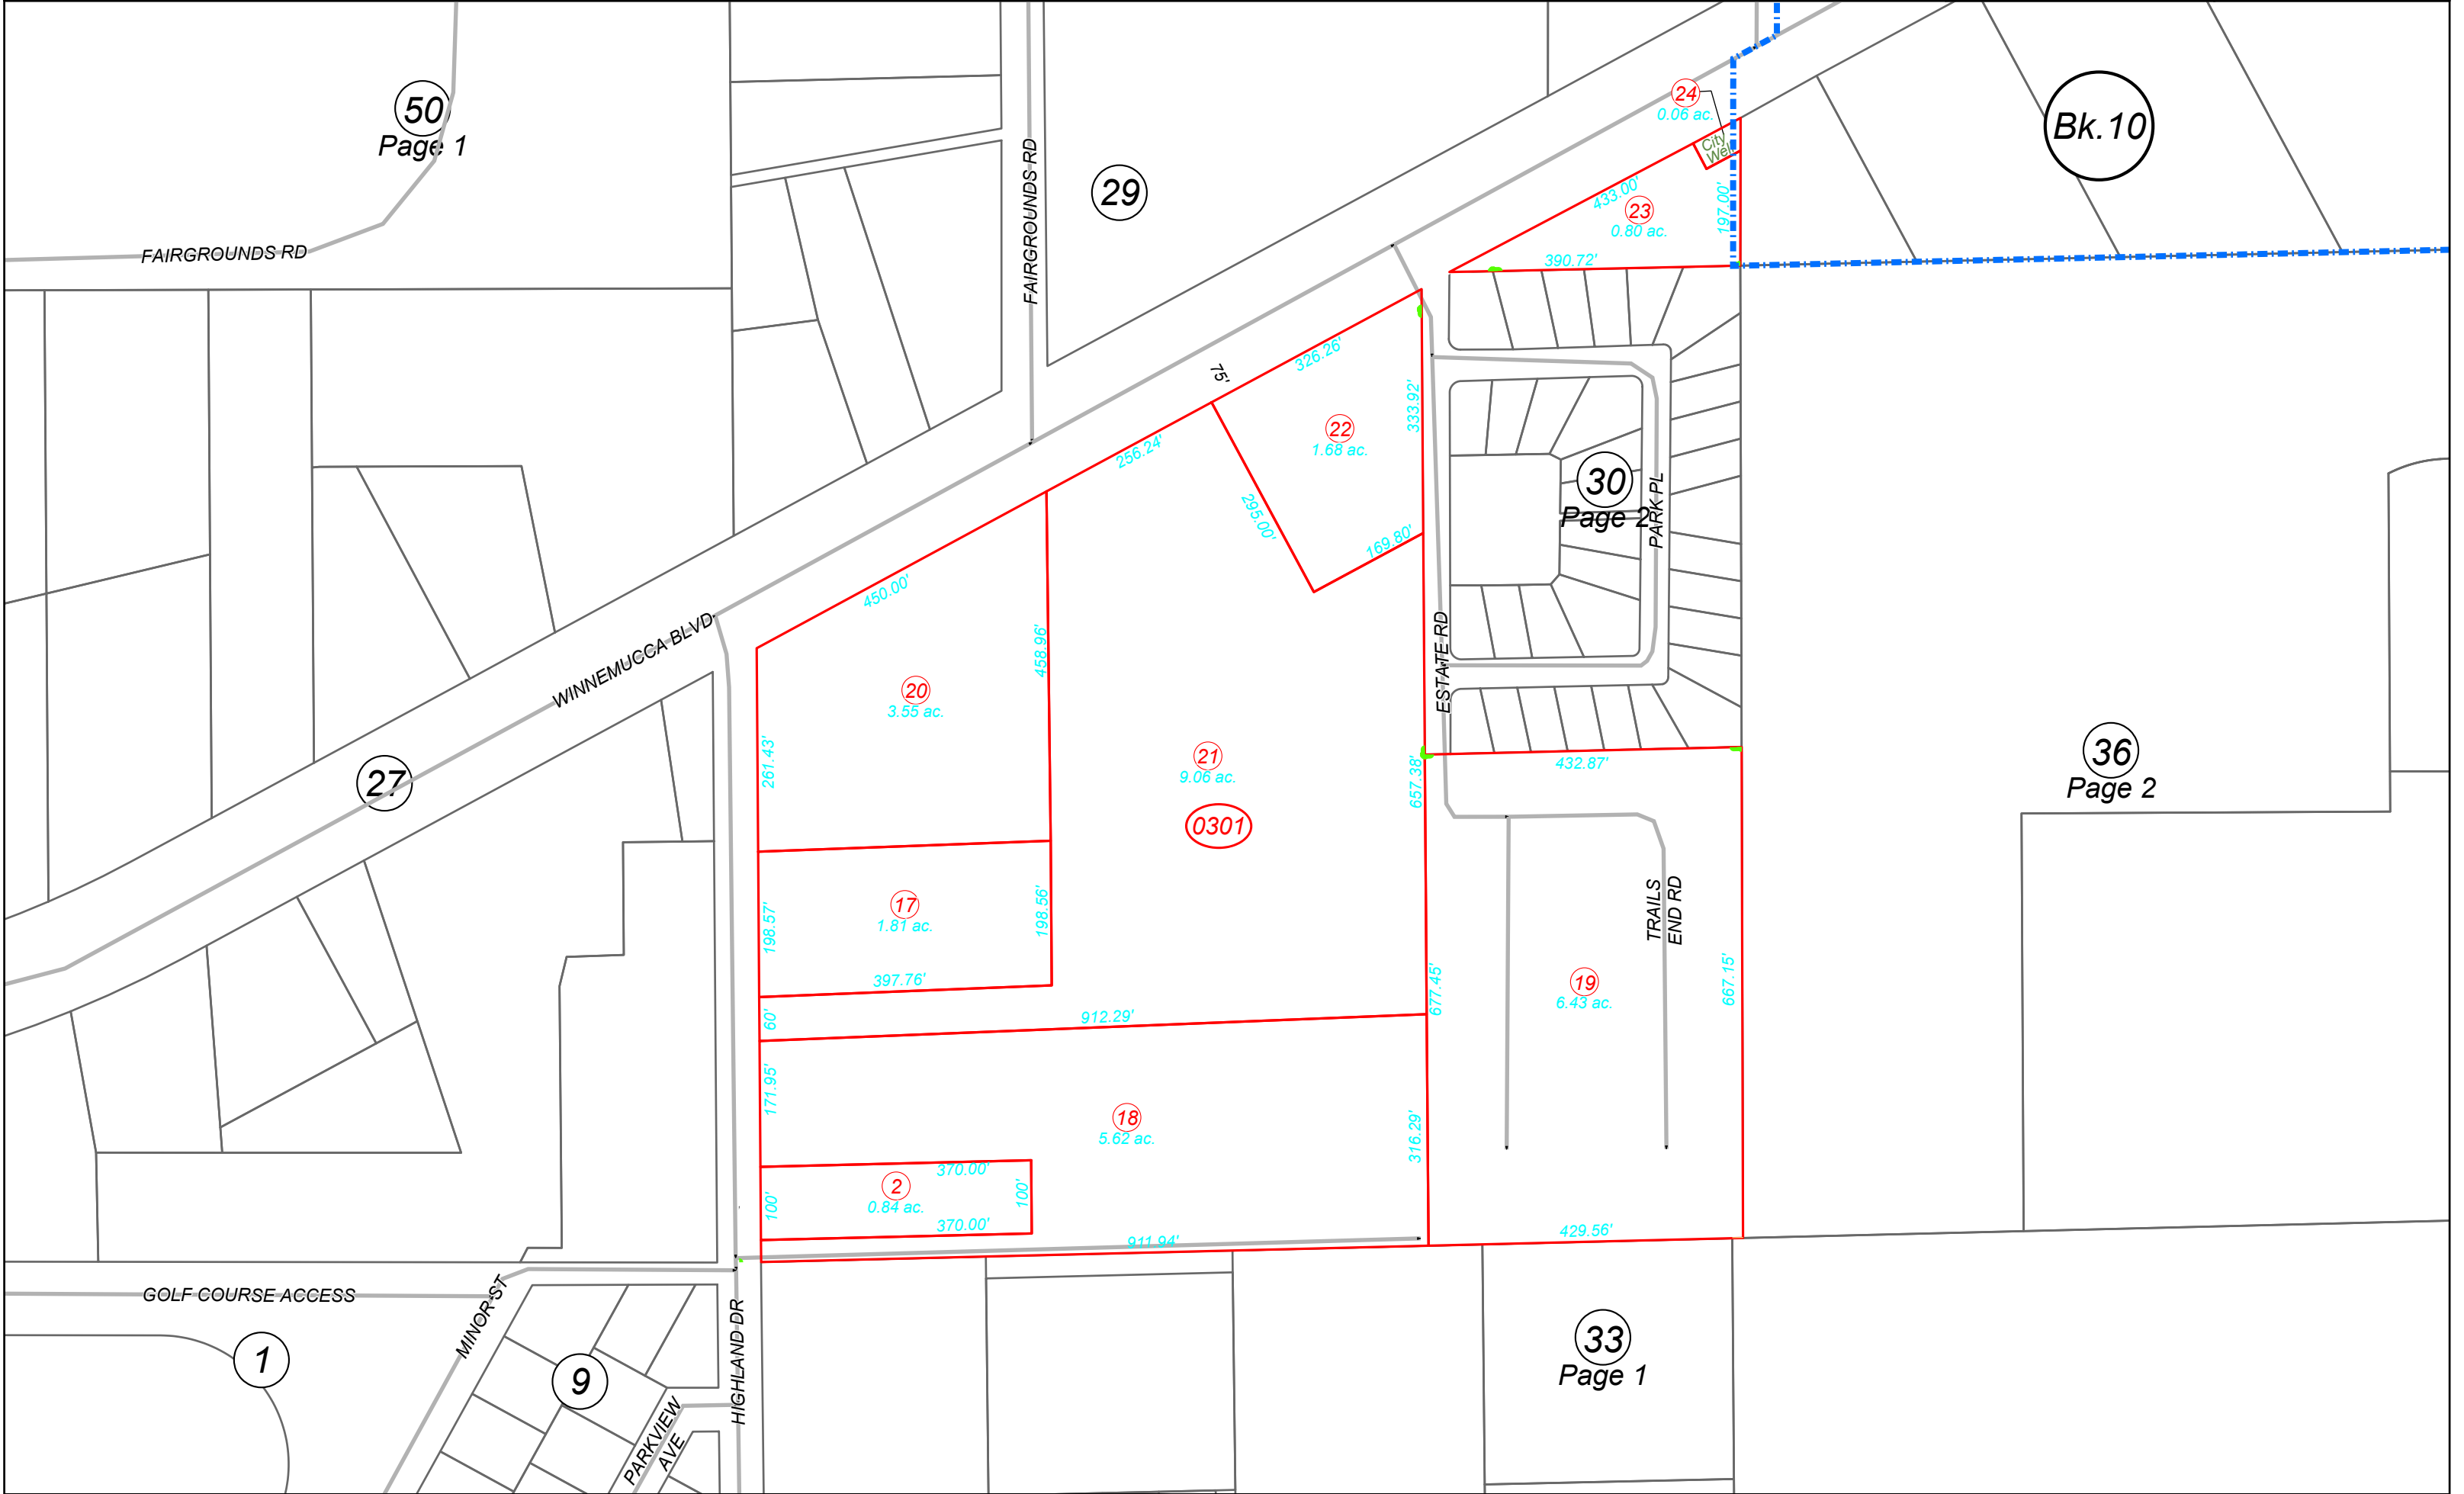 50
Page 1
FAIRGROUNDS RD
FAIRGROUNDS RD
29
24
0.06 ac.
City
Well
Bk.10
433.00'
23
0.80 ac.
197.00'
390.72'
75'
326.26'
333.92'
22
1.68 ac.
256.24'
295.00'
169.80'
30
Page 2
PARK PL
450.00'
458.96'
WINNEMUCCA BLVD
ESTATE RD
20
3.55 ac.
261.43'
21
9.06 ac.
0301
657.38'
432.87'
36
Page 2
27
17
1.81 ac.
198.57'
198.56'
397.76'
TRAILS
END RD
19
6.43 ac.
677.45'
667.15'
60'
912.29'
171.95'
18
5.62 ac.
316.29'
370.00'
2
0.84 ac.
100'
100'
370.00'
911.94'
429.56'
GOLF COURSE ACCESS
MINOR ST
HIGHLAND DR
1
9
PARKVIEW
AVE
33
Page 1